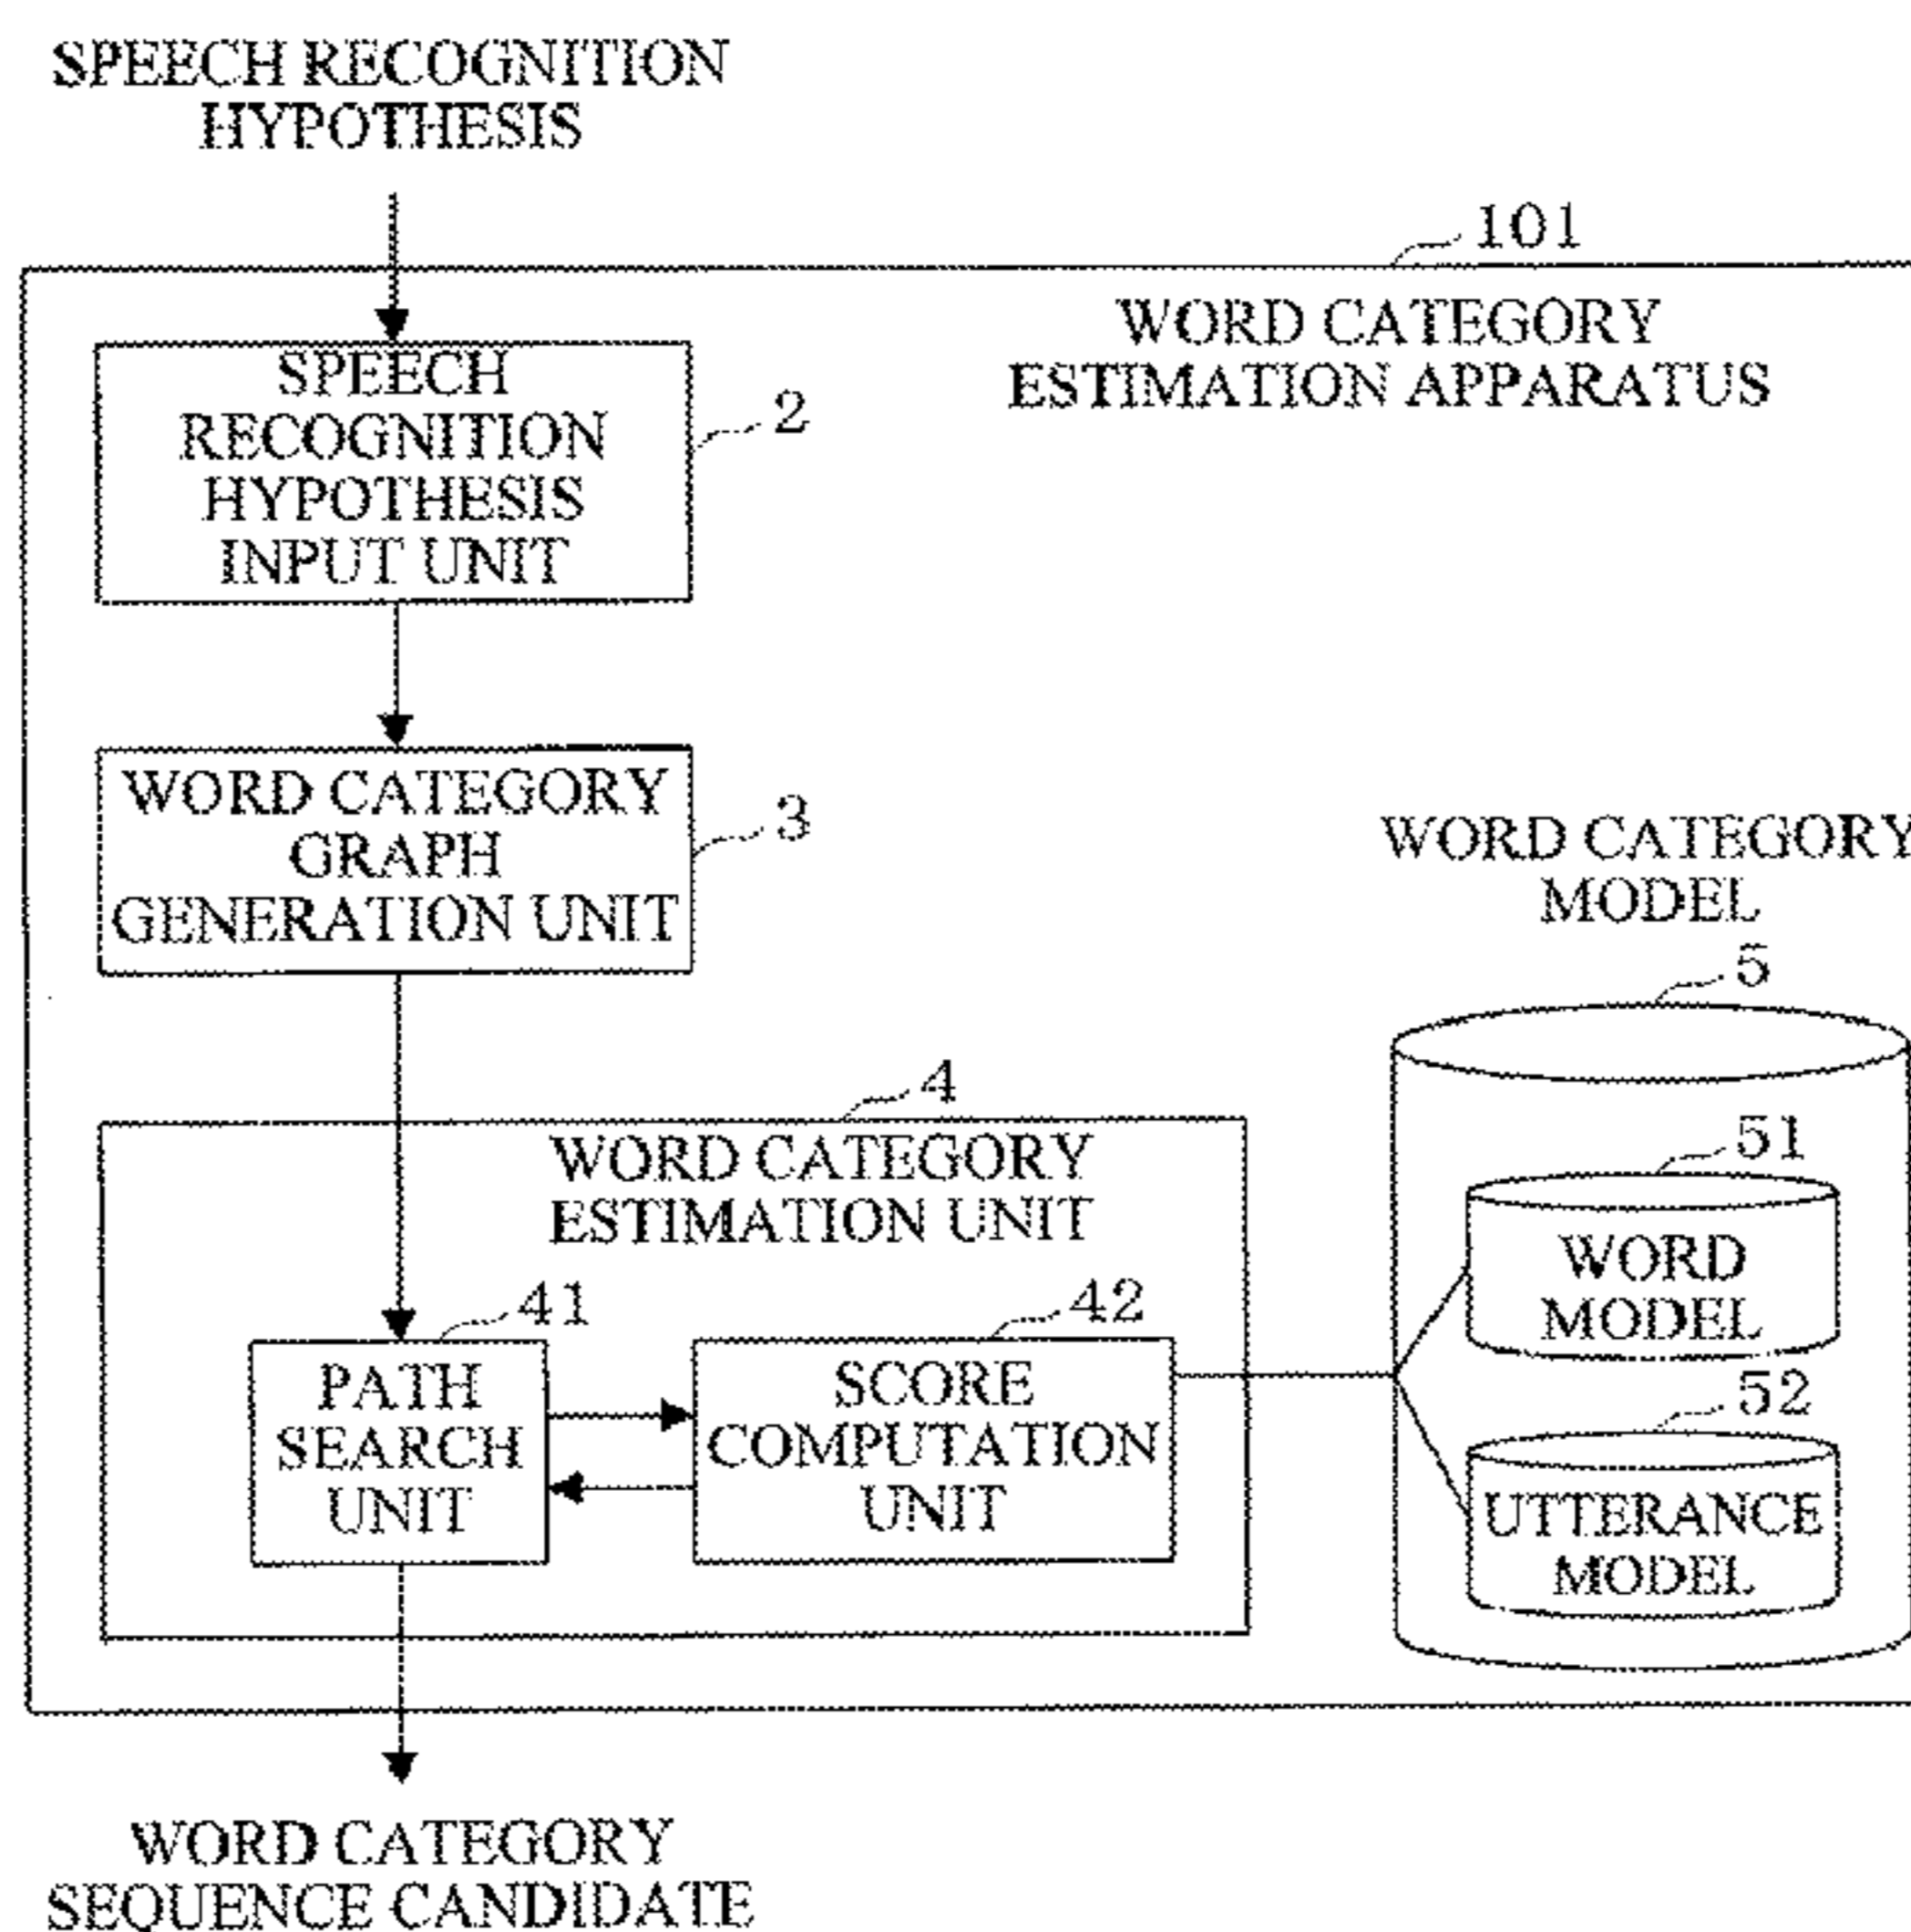 SPEECH RECOGNITION
HYPOTHESIS
101
WORD CATEGORY
ESTIMATION APPARATUS
SPEECH
RECOGNITION
HYPOTHESIS
INPUT UNIT
2
WORD CATEGORY
GRAPH
GENERATION UNIT
3
WORD CATEGORY
MODEL
5
4
WORD CATEGORY
ESTIMATION UNIT
51
WORD
MODEL
41
PATH
SEARCH
UNIT
42
SCORE
COMPUTATION
UNIT
52
UTTERANCE
MODEL
WORD CATEGORY
SEQUENCE CANDIDATE